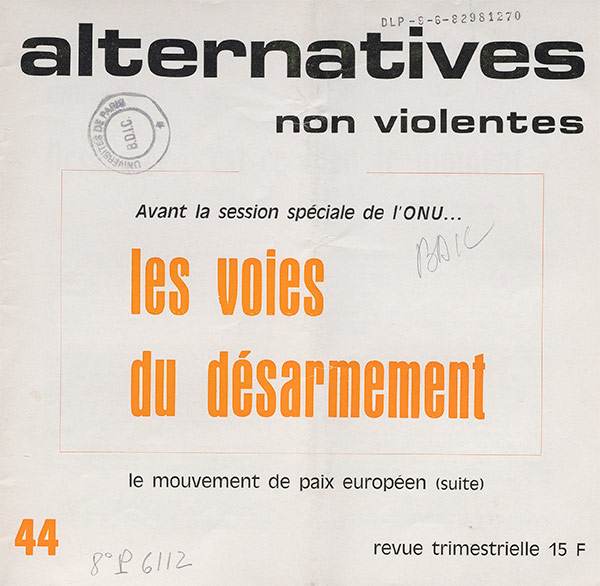 DLP-9-6-82981270
alternatives
non violentes
UNIVERSITÉS DE PARIS
B.D.I.C.
*
Avant la session spéciale de l'ONU...
BDIC
les voies
du désarmement
le mouvement de paix européen (suite)
44
8° P 6112
revue trimestrielle 15 F